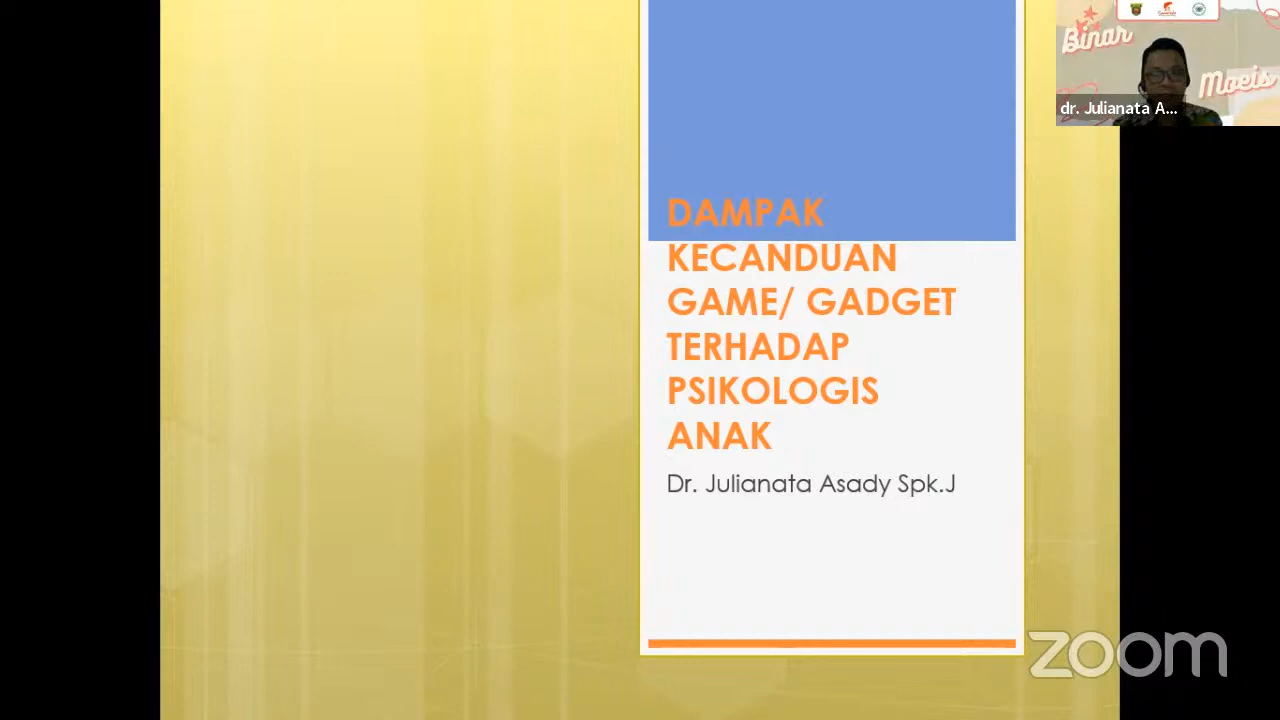 Binar
Moeis
dr. Julianata A...
DAMPAK
KECANDUAN
GAME/ GADGET
TERHADAP
PSIKOLOGIS
ANAK
Dr. Julianata Asady Spk.J
zoom